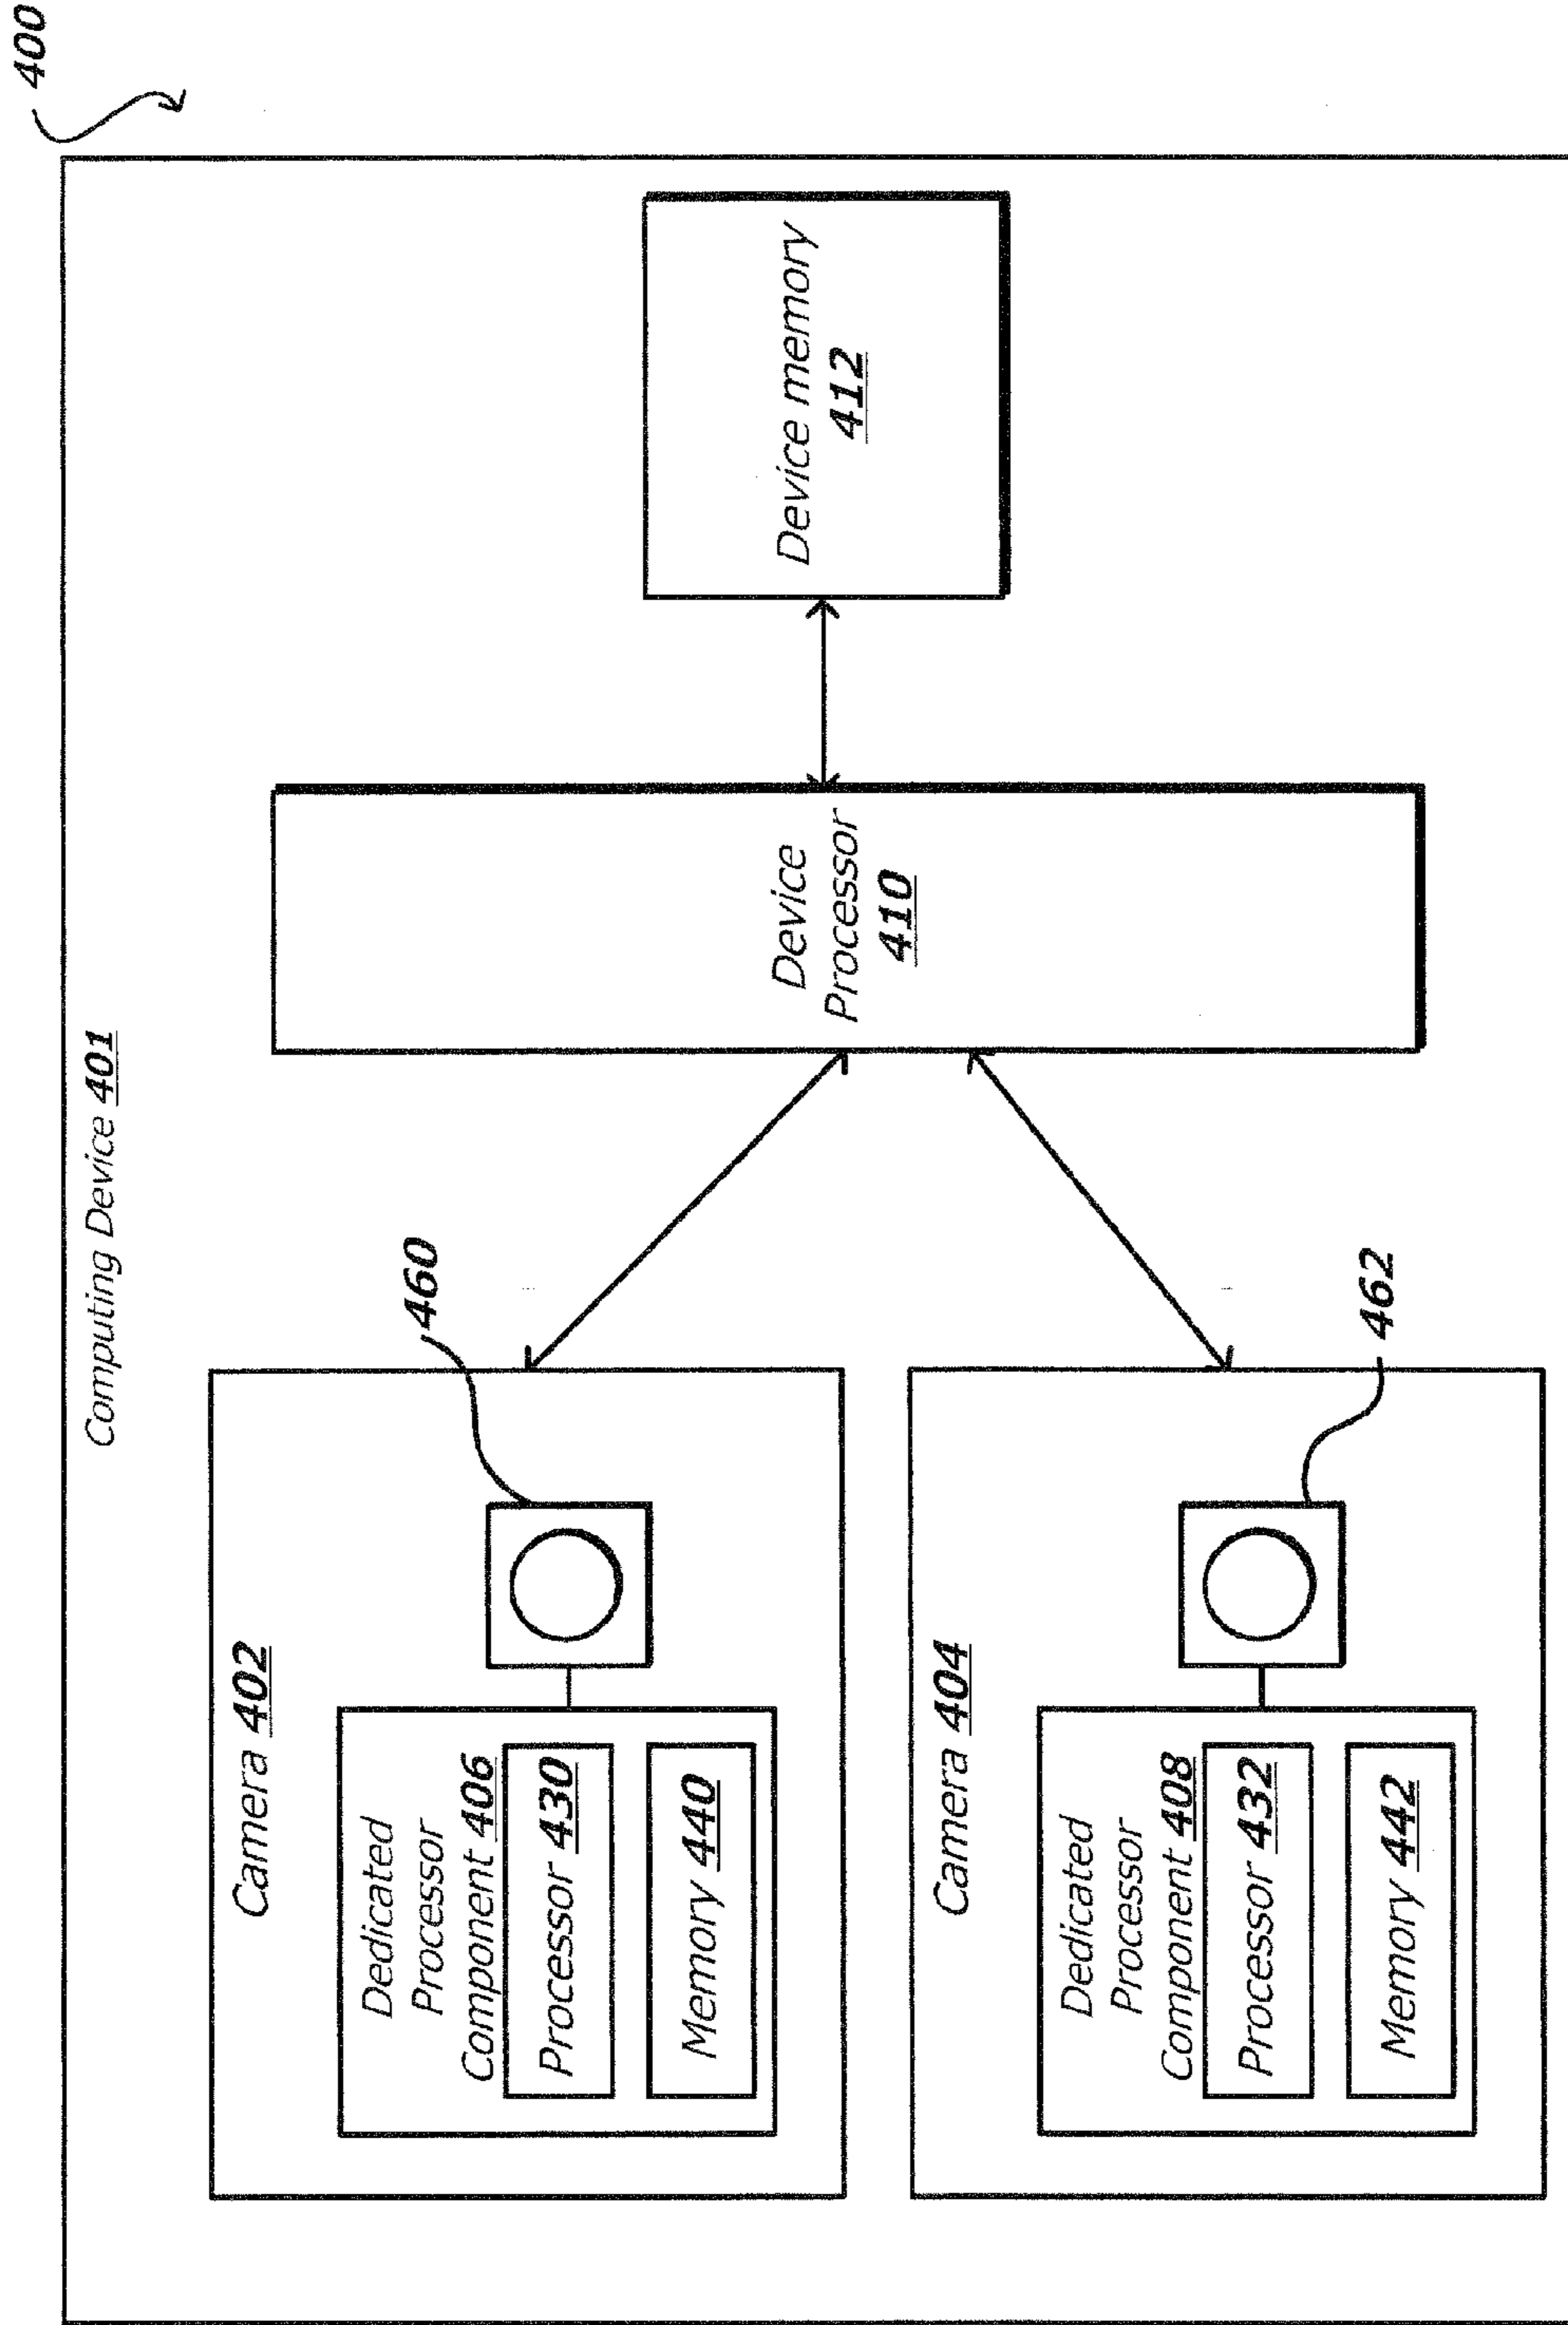 400
Computing Device 401
Camera 402
Dedicated
Processor
Component 406
Processor 430
Memory 440
460
Camera 404
Dedicated
Processor
Component 408
Processor 432
Memory 442
462
Device
Processor
410
Device memory
412